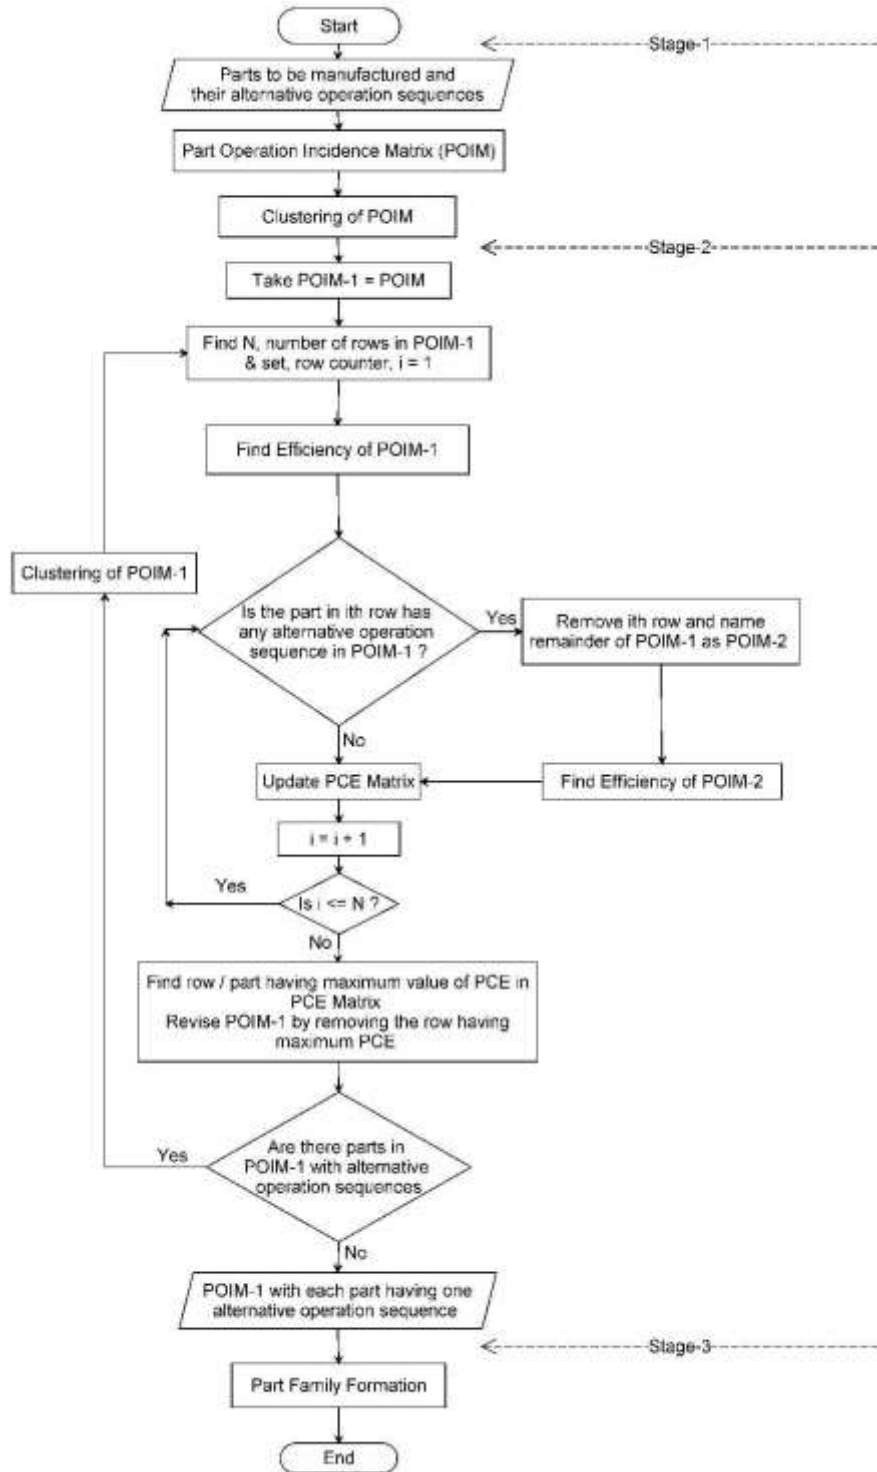 Start
Stage-1
Parts to be manufactured and
their alternative operation sequences
Part Operation Incidence Matrix (POIM)
Clustering of POIM
Stage-2
Take POIM-1 = POIM
Find N, number of rows in POIM-1
& set, row counter, i = 1
Find Efficiency of POIM-1
Clustering of POIM-1
Is the part in ith row has
any alternative operation
sequence in POIM-1 ?
Yes
Remove ith row and name
remainder of POIM-1 as POIM-2
No
Update PCE Matrix
Find Efficiency of POIM-2
i = i + 1
Yes
Is i <= N ?
No
Find row / part having maximum value of PCE in
PCE Matrix
Revise POIM-1 by removing the row having
maximum PCE
Yes
Are there parts in
POIM-1 with alternative
operation sequences
No
POIM-1 with each part having one
alternative operation sequence
Stage-3
Part Family Formation
End